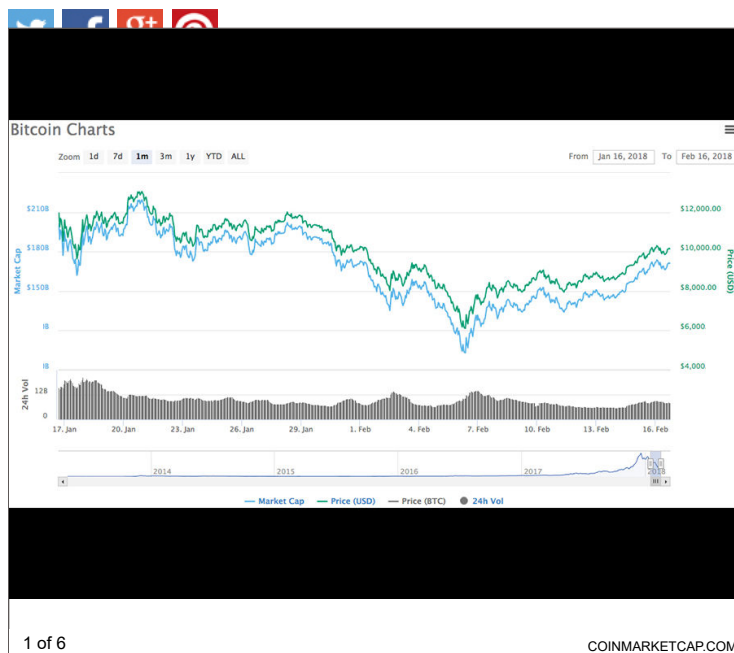 g+
Bitcoin Charts
Zoom 1d 7d 1m 3m 1y YTD ALL
From Jan 16, 2018 To Feb 16, 2018
$210B
$12,000.00
$180B
$10,000.00
Market Cap
Price (USD)
$150B
$8,000.00
B
$6,000
B
$4,000
24h Vol
12B
0
17. Jan 20. Jan 23. Jan 26. Jan 29. Jan 1. Feb 4. Feb 7. Feb 10. Feb 13. Feb 16. Feb
2014 2015 2016 2017 2018
Market Cap Price (USD) Price (BTC) 24h Vol
1 of 6
COINMARKETCAP.COM